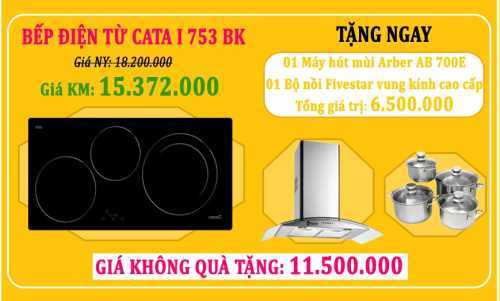 BẾP ĐIỆN TỪ CATA I 753 BK
Giá NY: 18.200.000
Giá KM: 15.372.000
TẶNG NGAY
01 Máy hút mùi Arber AB 700E
01 Bộ nồi Fivestar vung kính cao cấp
Tổng giá trị: 6.500.000
GIÁ KHÔNG QUÀ TẶNG: 11.500.000